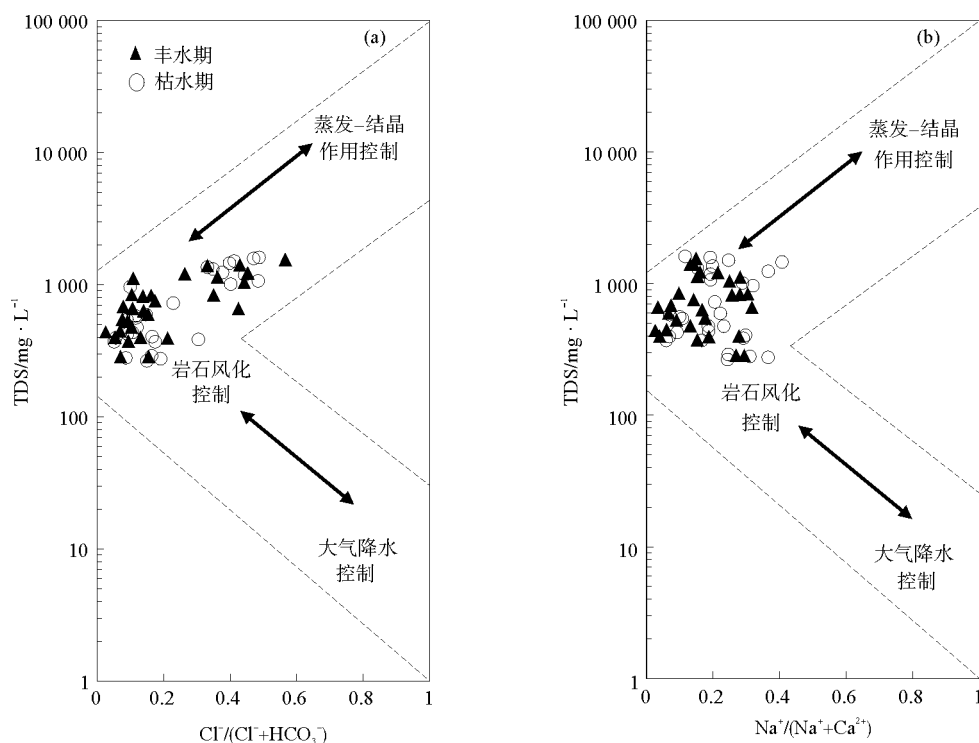 (a)
丰水期
枯水期
蒸发–结晶
作用控制
岩石风化
控制
大气降水
控制
100 000
10 000
1 000
100
10
1
TDS/mg · L⁻¹
0
0.2
0.4
0.6
0.8
1
Cl⁻/(Cl⁻+HCO₃⁻)
(b)
蒸发–结晶
作用控制
岩石风化
控制
大气降水
控制
100 000
10 000
1 000
100
10
1
TDS/mg · L⁻¹
0
0.2
0.4
0.6
0.8
1
Na⁺/(Na⁺+Ca²⁺)